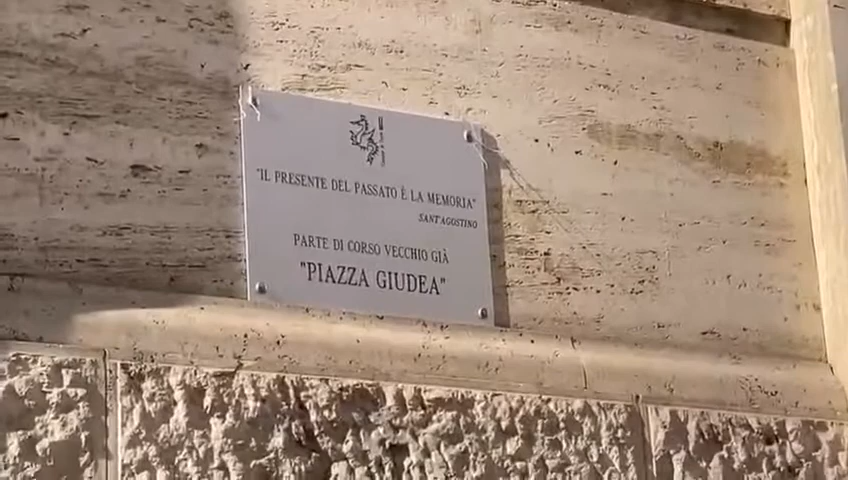 "IL PRESENTE DEL PASSATO È LA MEMORIA"
SANT'AGOSTINO
PARTE DI CORSO VECCHIO GIÀ
"PIAZZA GIUDEA"